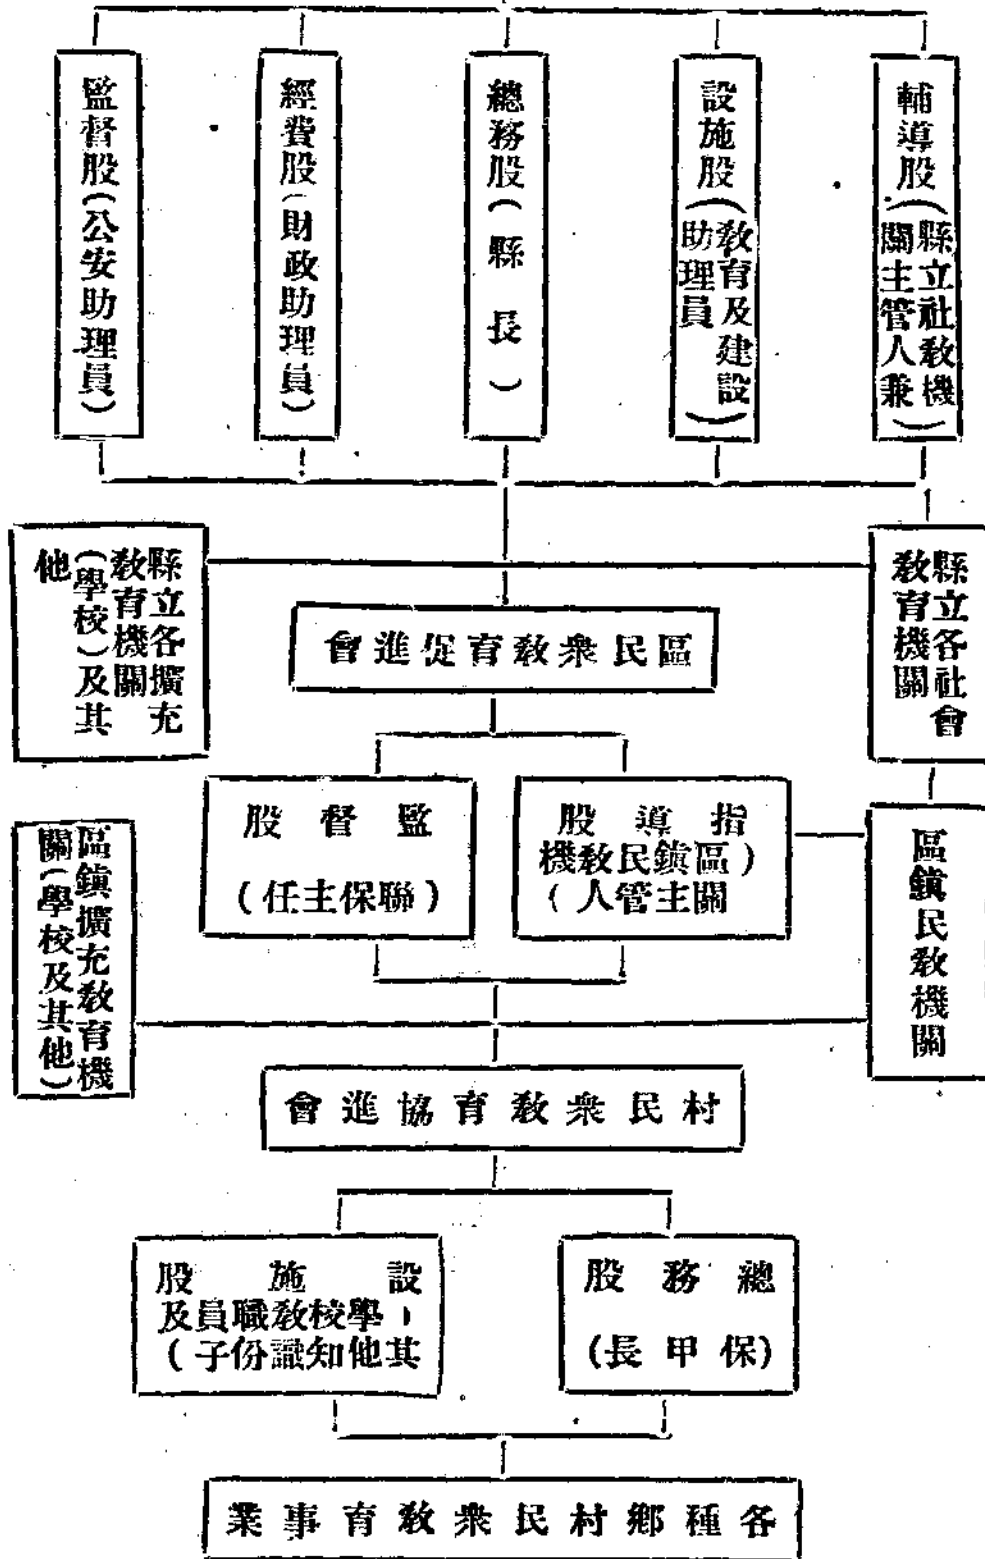 輔導股(縣立社教機
關主管人兼)
設施股(教育及建設
助理員)
總務股(縣長)
經費股(財政助理員)
監督股(公安助理員)
縣立各社會
教育機關
縣立各擴充
教育機關
(學校)及其
他
區民衆教育促進會
指導股
(區鎮民教機
關主管人)
監督股
(聯保主任)
區鎮民教機關
區鎮擴充教育機
關(學校及其他)
村民衆教育協進會
總務股
(保甲長)
設施股
(學校教職員及
其他知識份子)
各種鄉村民衆教育事業